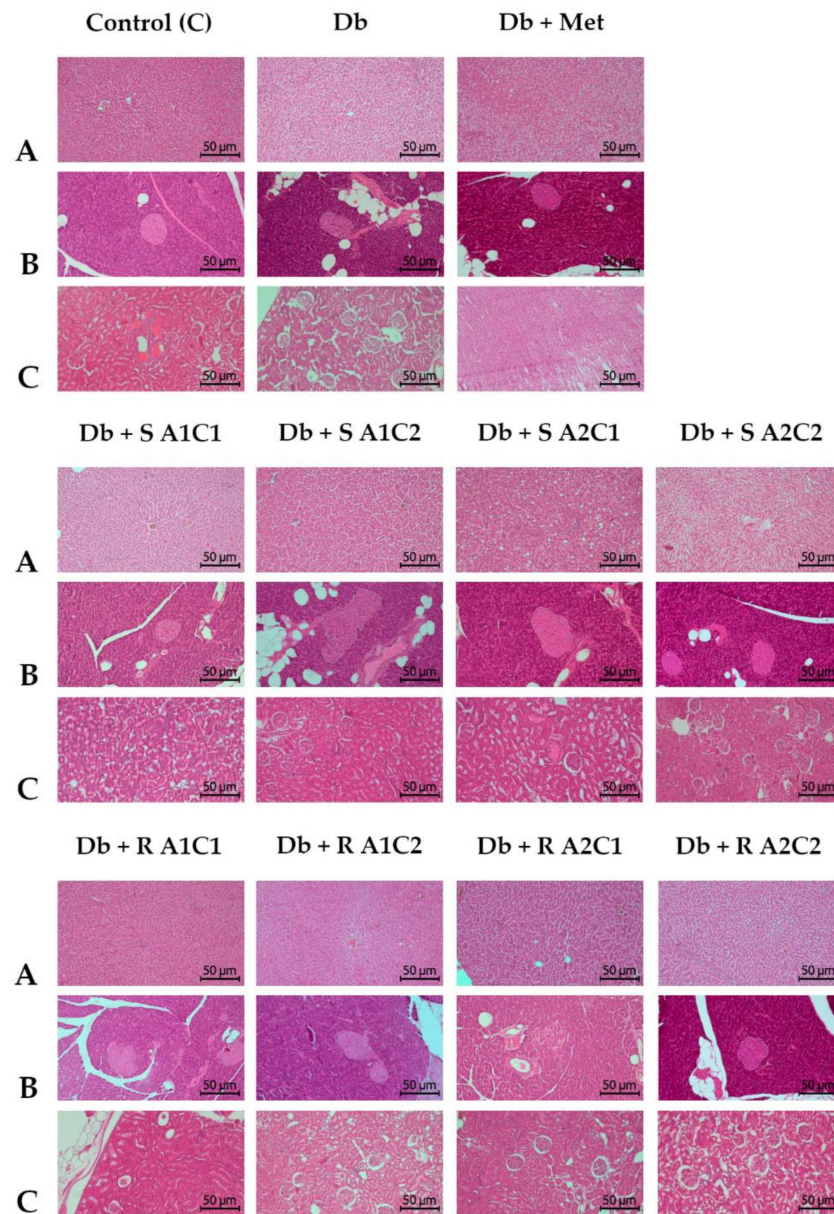 Control (C) Db Db + Met
A 50 µm 50 µm 50 µm
B 50 µm 50 µm 50 µm
C 50 µm 50 µm 50 µm
Db + S A1C1 Db + S A1C2 Db + S A2C1 Db + S A2C2
A 50 µm 50 µm 50 µm 50 µm
B 50 µm 50 µm 50 µm 50 µm
C 50 µm 50 µm 50 µm 50 µm
Db + R A1C1 Db + R A1C2 Db + R A2C1 Db + R A2C2
A 50 µm 50 µm 50 µm 50 µm
B 50 µm 50 µm 50 µm 50 µm
C 50 µm 50 µm 50 µm 50 µm